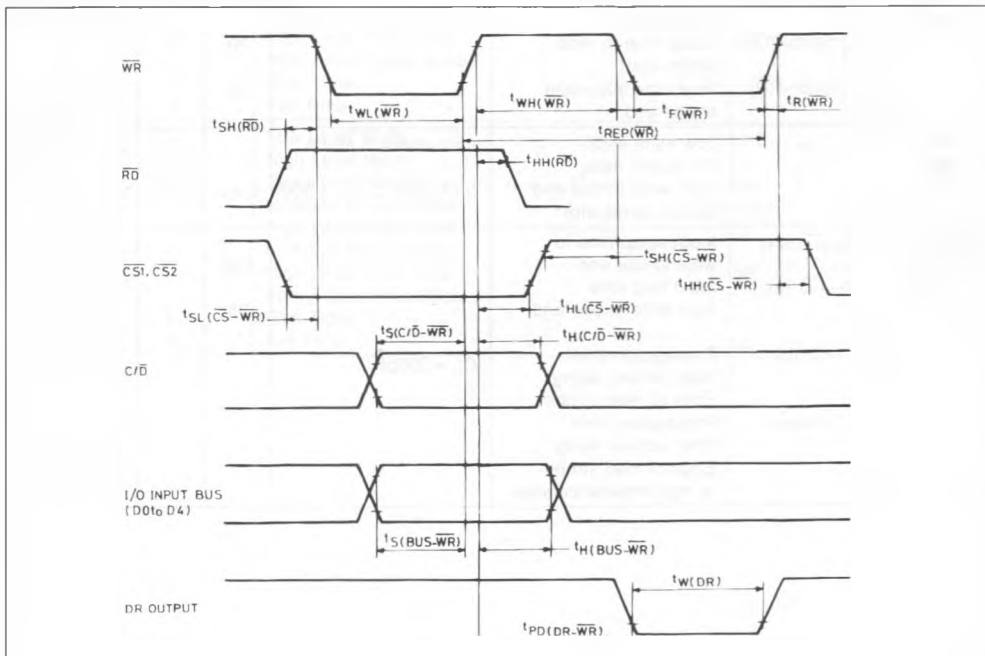 WR
tWL(WR)
tWH(WR)
tF(WR)
tR(WR)
tSH(RD)
tREP(WR)
RD
tHH(RD)
CS1, CS2
tSH(CS-WR)
tHH(CS-WR)
tSL(CS-WR)
tHL(CS-WR)
tS(C/D-WR)
tH(C/D-WR)
C/D
I/O INPUT BUS
(D0to D4)
tS(BUS-WR)
tH(BUS-WR)
DR OUTPUT
tW(DR)
tPD(DR-WR)